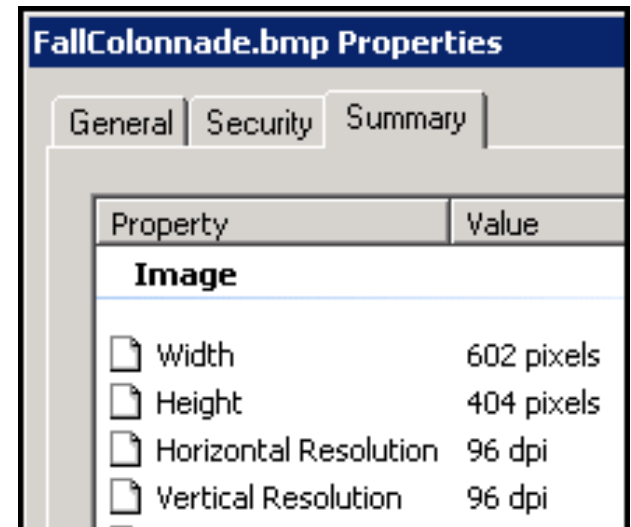 FallColonnade.bmp Properties
General Security Summary
Property Value
Image
Width 602 pixels
Height 404 pixels
Horizontal Resolution 96 dpi
Vertical Resolution 96 dpi